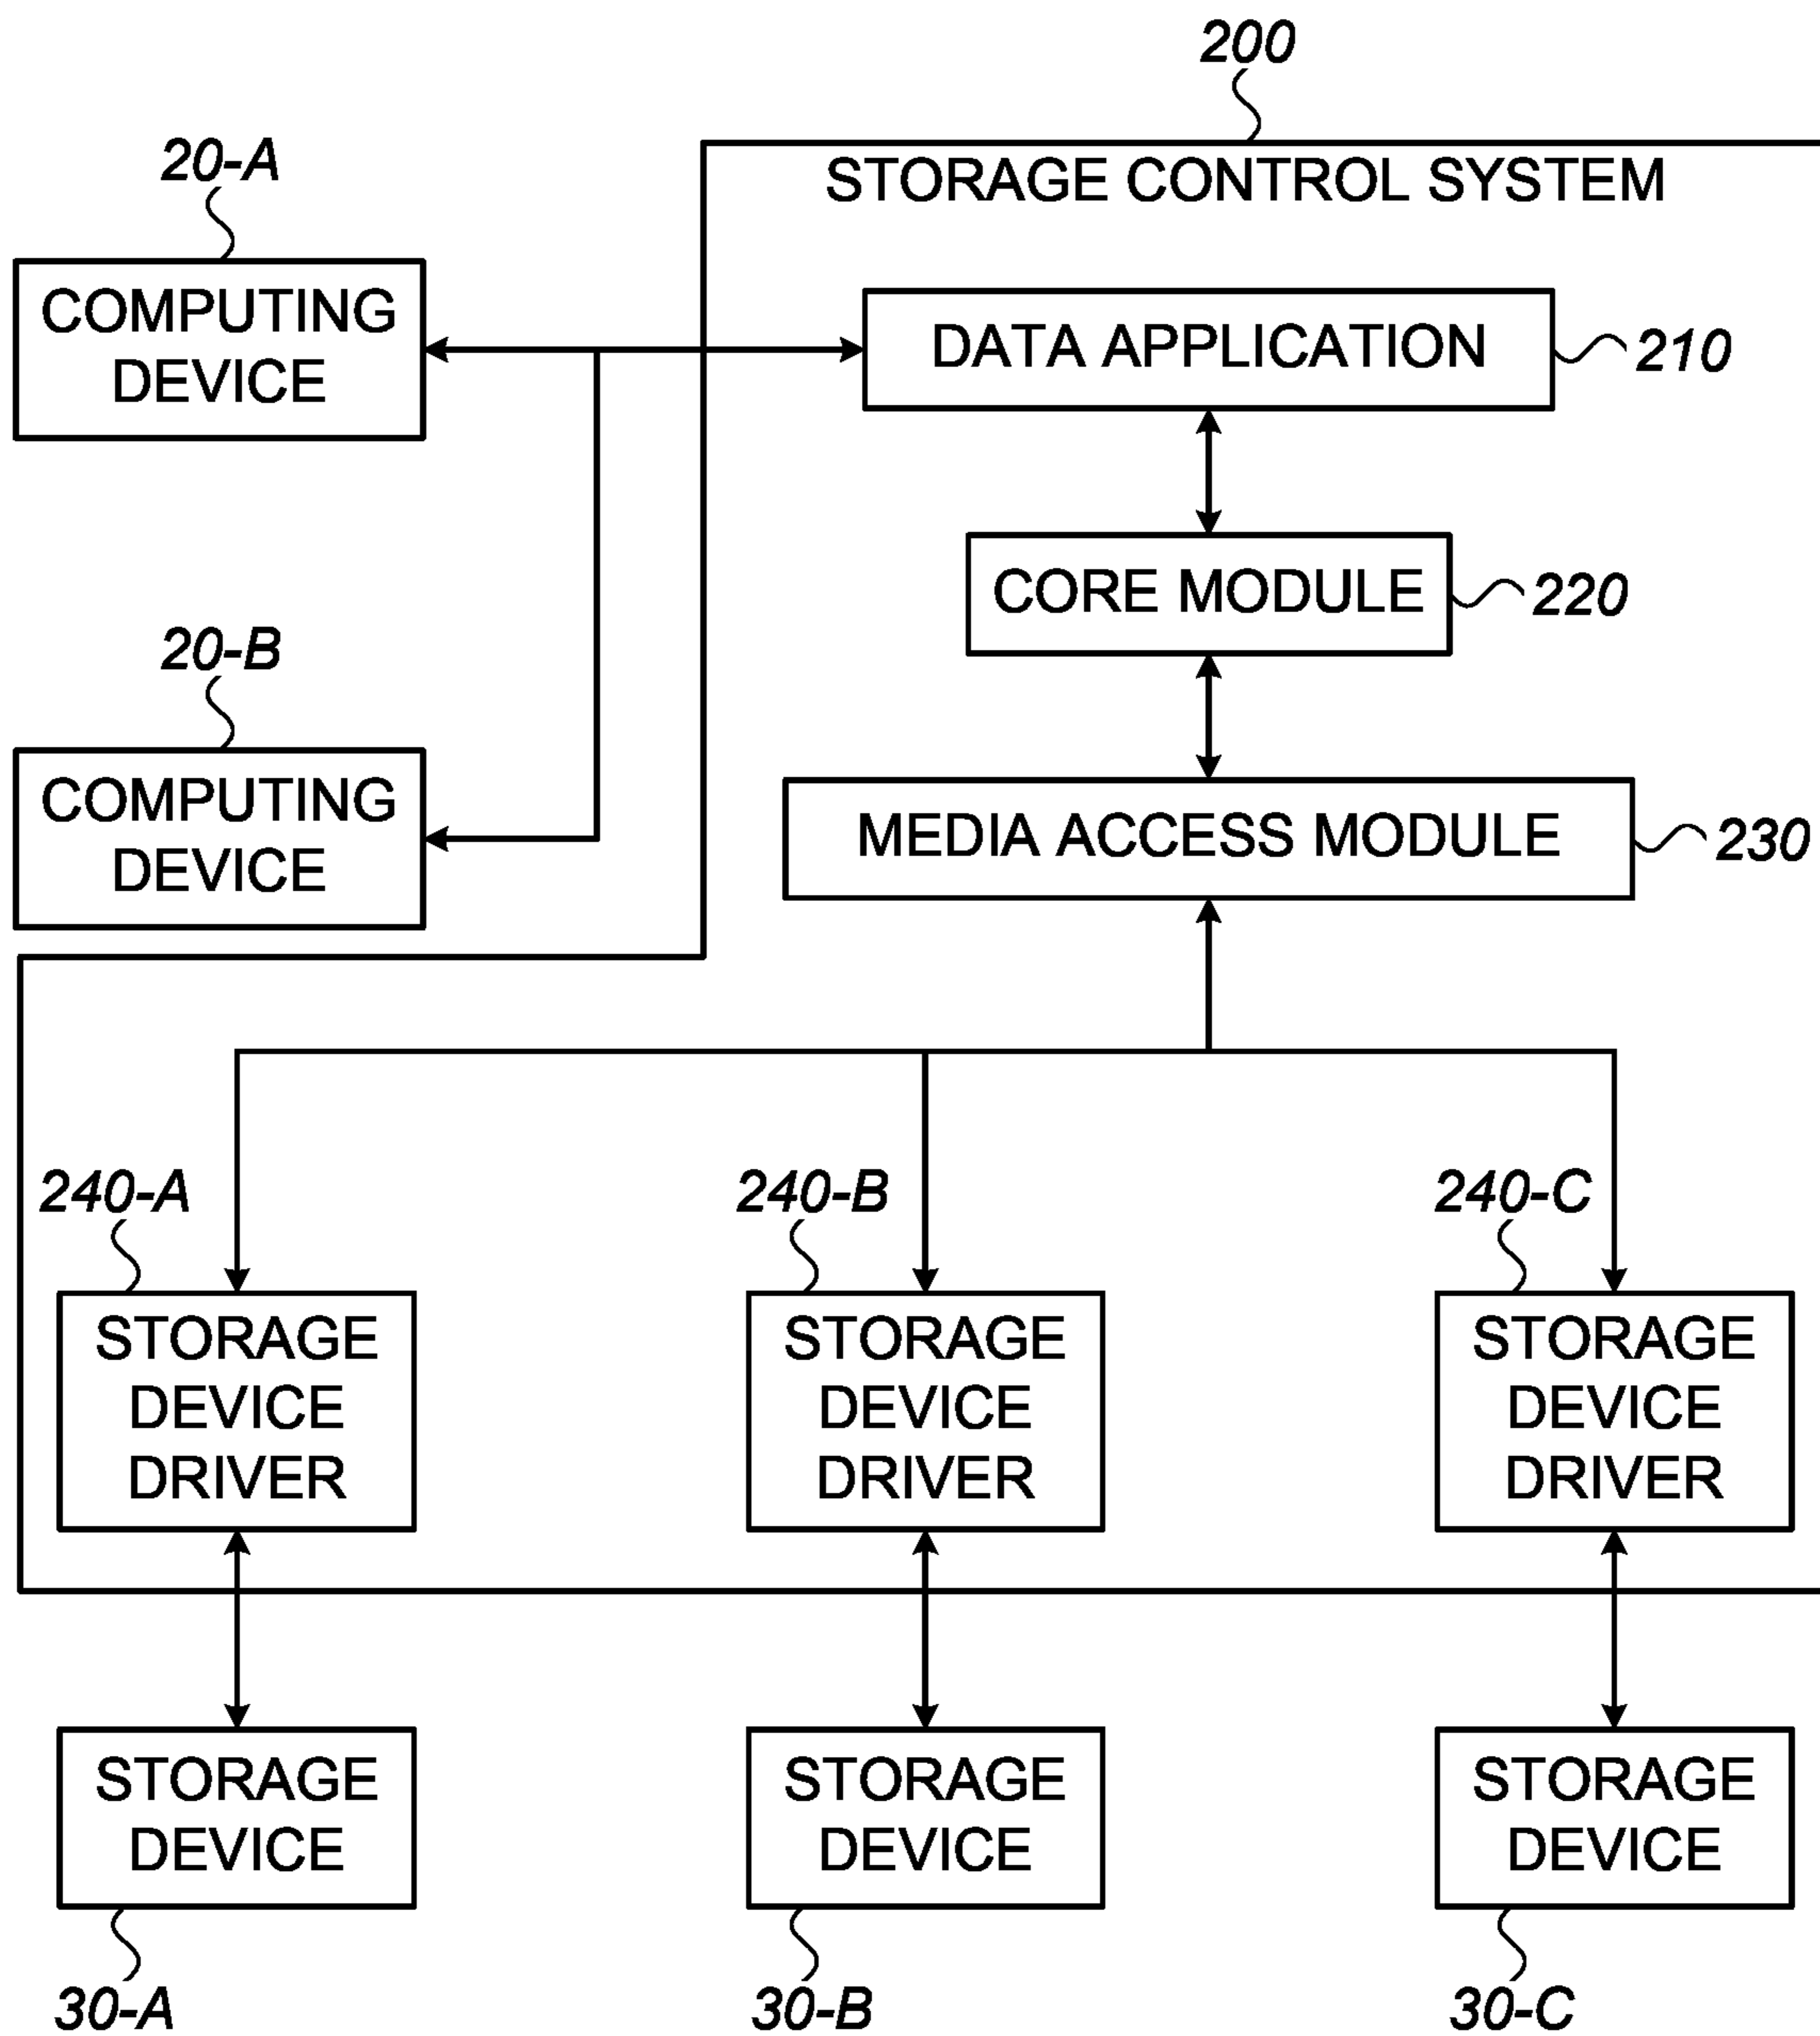 200
STORAGE CONTROL SYSTEM
20-A
COMPUTING
DEVICE
DATA APPLICATION
210
CORE MODULE
220
20-B
COMPUTING
DEVICE
MEDIA ACCESS MODULE
230
240-A
240-B
240-C
STORAGE
DEVICE
DRIVER
STORAGE
DEVICE
DRIVER
STORAGE
DEVICE
DRIVER
STORAGE
DEVICE
STORAGE
DEVICE
STORAGE
DEVICE
30-A
30-B
30-C